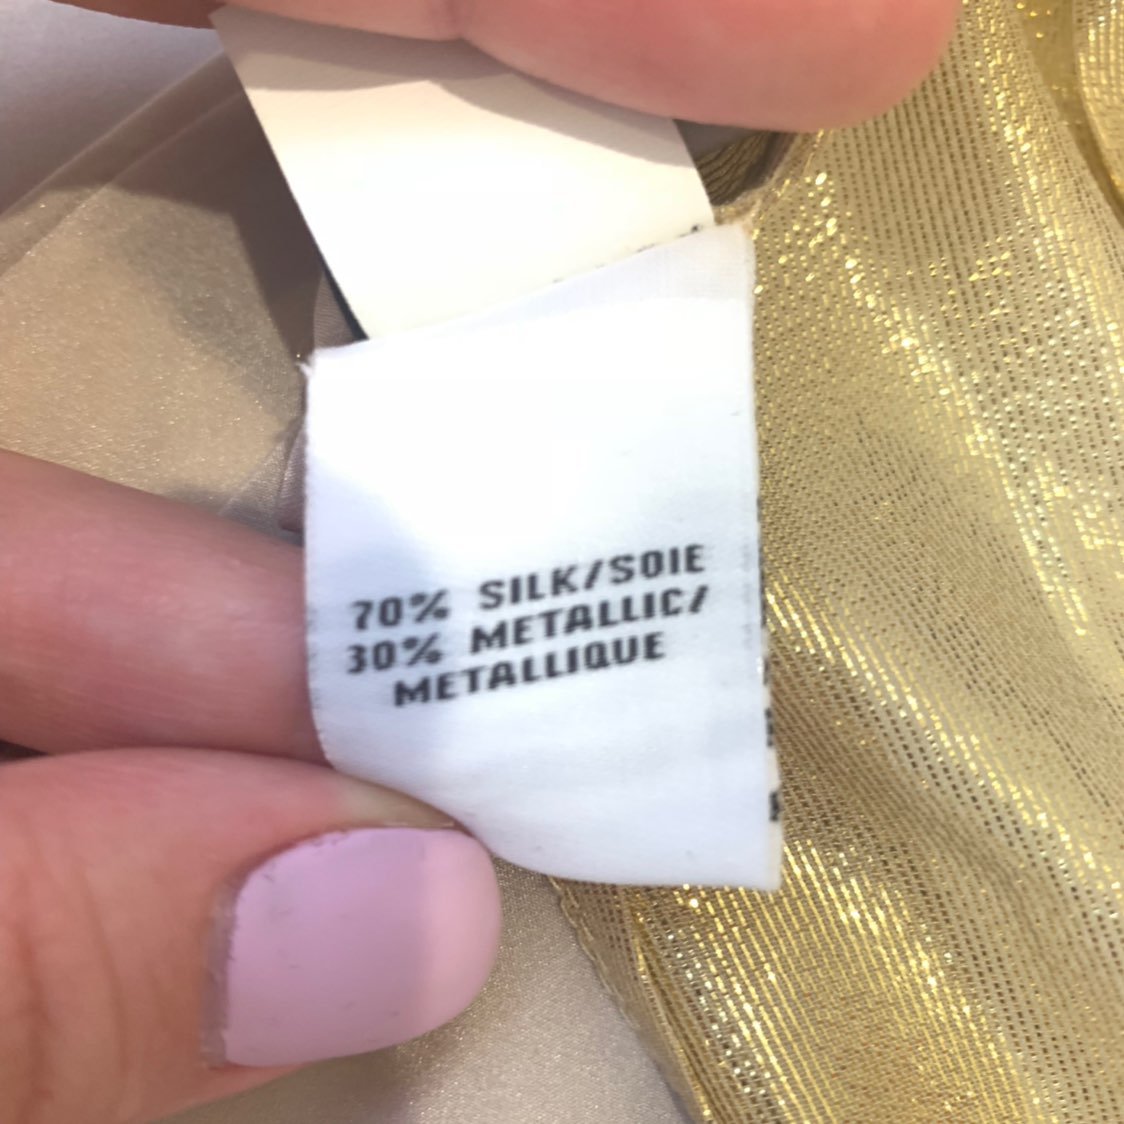 70% SILK/SOIE
30% METALLIC/
METALLIQUE